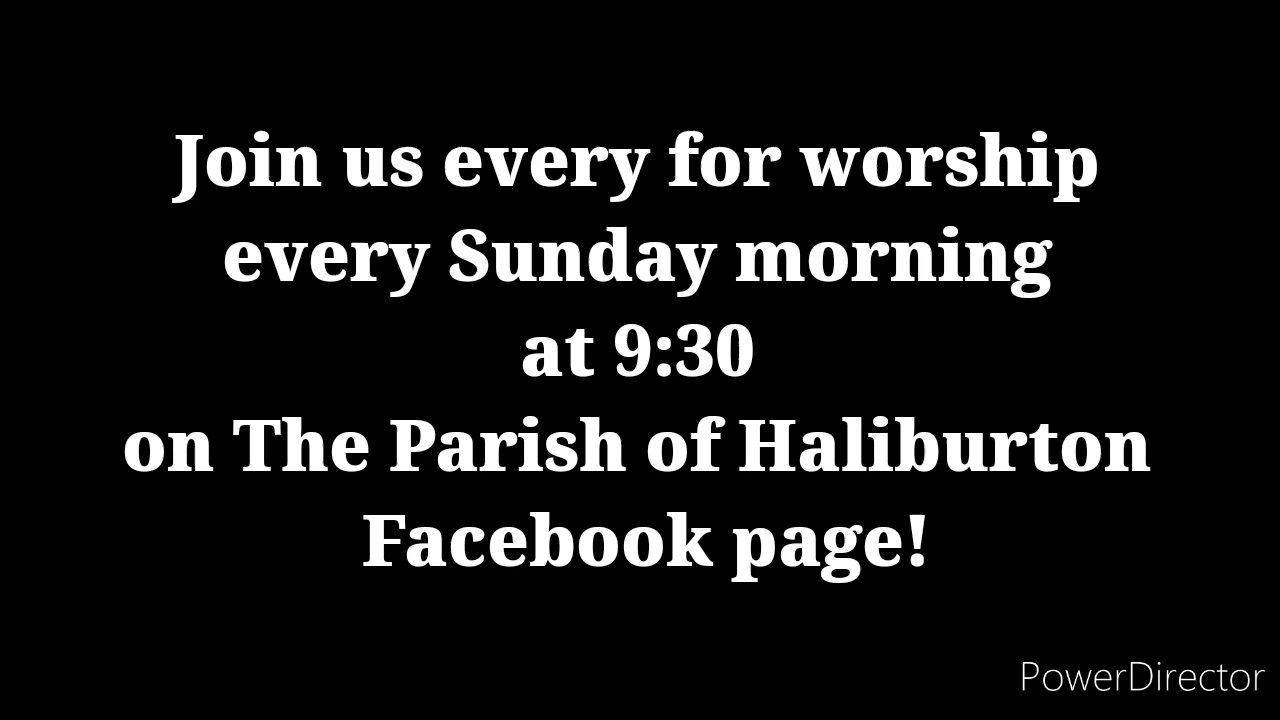 Join us every for worship
every Sunday morning
at 9:30
on The Parish of Haliburton
Facebook page!
PowerDirector